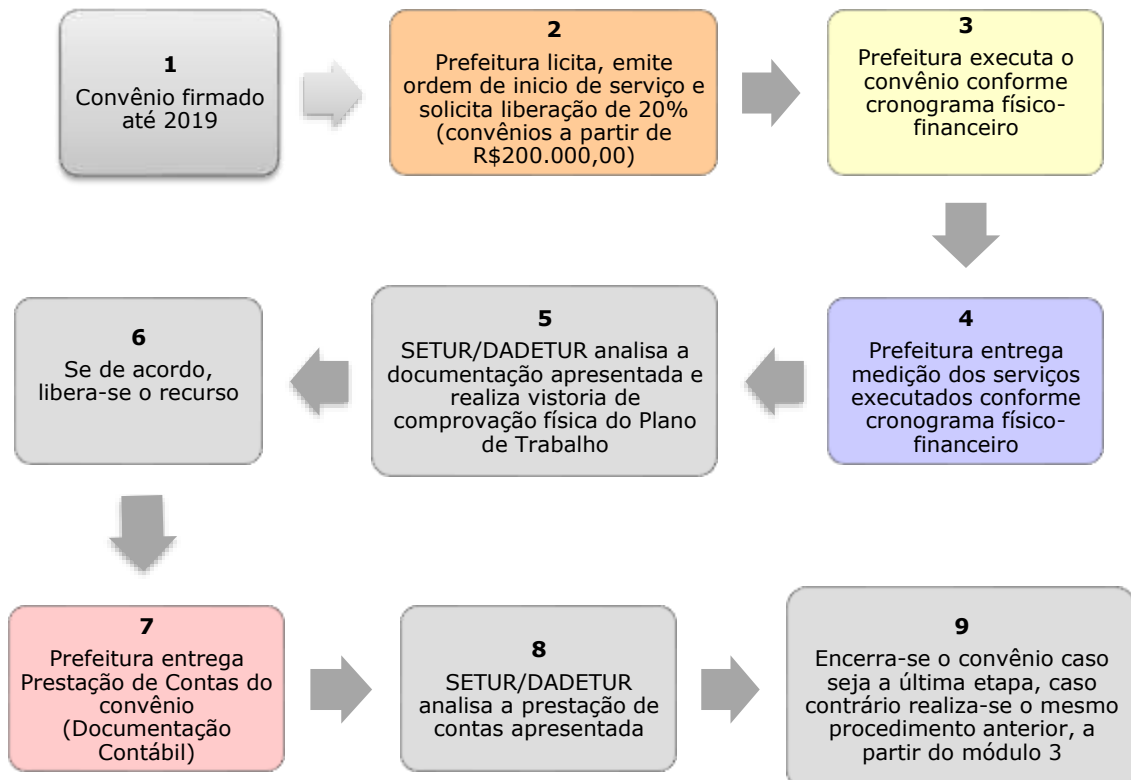 1
Convênio firmado
até 2019
2
Prefeitura licita, emite
ordem de inicio de serviço e
solicita liberação de 20%
(convênios a partir de
R$200.000,00)
3
Prefeitura executa o
convênio conforme
cronograma físico-
financeiro
4
Prefeitura entrega
medição dos serviços
executados conforme
cronograma físico-
financeiro
5
SETUR/DADETUR analisa a
documentação apresentada e
realiza vistoria de
comprovação física do Plano
de Trabalho
6
Se de acordo,
libera-se o recurso
7
Prefeitura entrega
Prestação de Contas do
convênio
(Documentação
Contábil)
8
SETUR/DADETUR
analisa a prestação de
contas apresentada
9
Encerra-se o convênio caso
seja a última etapa, caso
contrário realiza-se o mesmo
procedimento anterior, a
partir do módulo 3